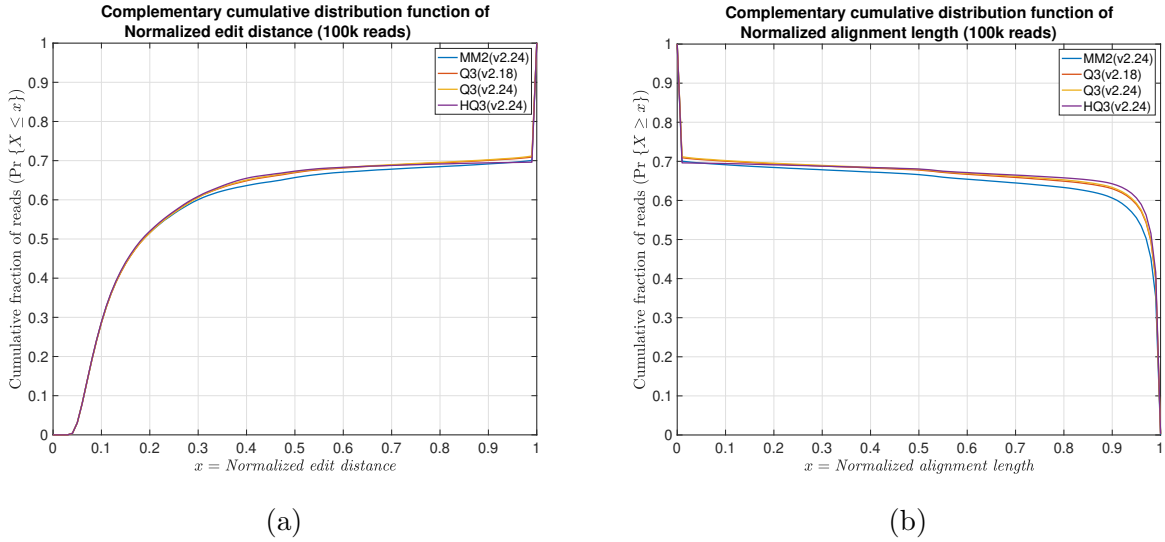 Complementary cumulative distribution function of
Normalized edit distance (100k reads)
Cumulative fraction of reads (Pr {X ≤ x})
1
0.9
0.8
0.7
0.6
0.5
0.4
0.3
0.2
0.1
0
MM2(v2.24)
Q3(v2.18)
Q3(v2.24)
HQ3(v2.24)
0 0.1 0.2 0.3 0.4 0.5 0.6 0.7 0.8 0.9 1
x = Normalized edit distance
(a)
Complementary cumulative distribution function of
Normalized alignment length (100k reads)
Cumulative fraction of reads (Pr {X ≥ x})
1
0.9
0.8
0.7
0.6
0.5
0.4
0.3
0.2
0.1
0
MM2(v2.24)
Q3(v2.18)
Q3(v2.24)
HQ3(v2.24)
0 0.1 0.2 0.3 0.4 0.5 0.6 0.7 0.8 0.9 1
x = Normalized alignment length
(b)